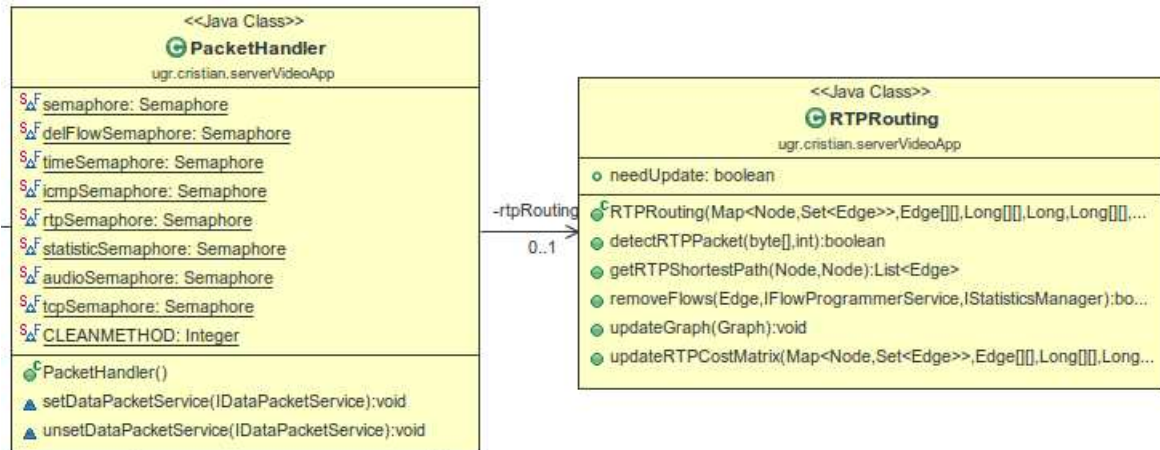 <<Java Class>>
PacketHandler
ugr.cristian.serverVideoApp
semaphore: Semaphore
delFlowSemaphore: Semaphore
timeSemaphore: Semaphore
icmpSemaphore: Semaphore
rtpSemaphore: Semaphore
statisticSemaphore: Semaphore
audioSemaphore: Semaphore
tcpSemaphore: Semaphore
CLEANMETHOD: Integer
PacketHandler()
setDataPacketService(IDataPacketService):void
unsetDataPacketService(IDataPacketService):void
-rtpRouting
0..1
<<Java Class>>
RTPRouting
ugr.cristian.serverVideoApp
needUpdate: boolean
RTPRouting(Map<Node,Set<Edge>>,Edge[][],Long[][],Long,Long[][],...
detectRTPPacket(byte[],int):boolean
getRTPShortestPath(Node,Node):List<Edge>
removeFlows(Edge,IFlowProgrammerService,IStatisticsManager):bo...
updateGraph(Graph):void
updateRTPCostMatrix(Map<Node,Set<Edge>>,Edge[][],Long[][],Long...